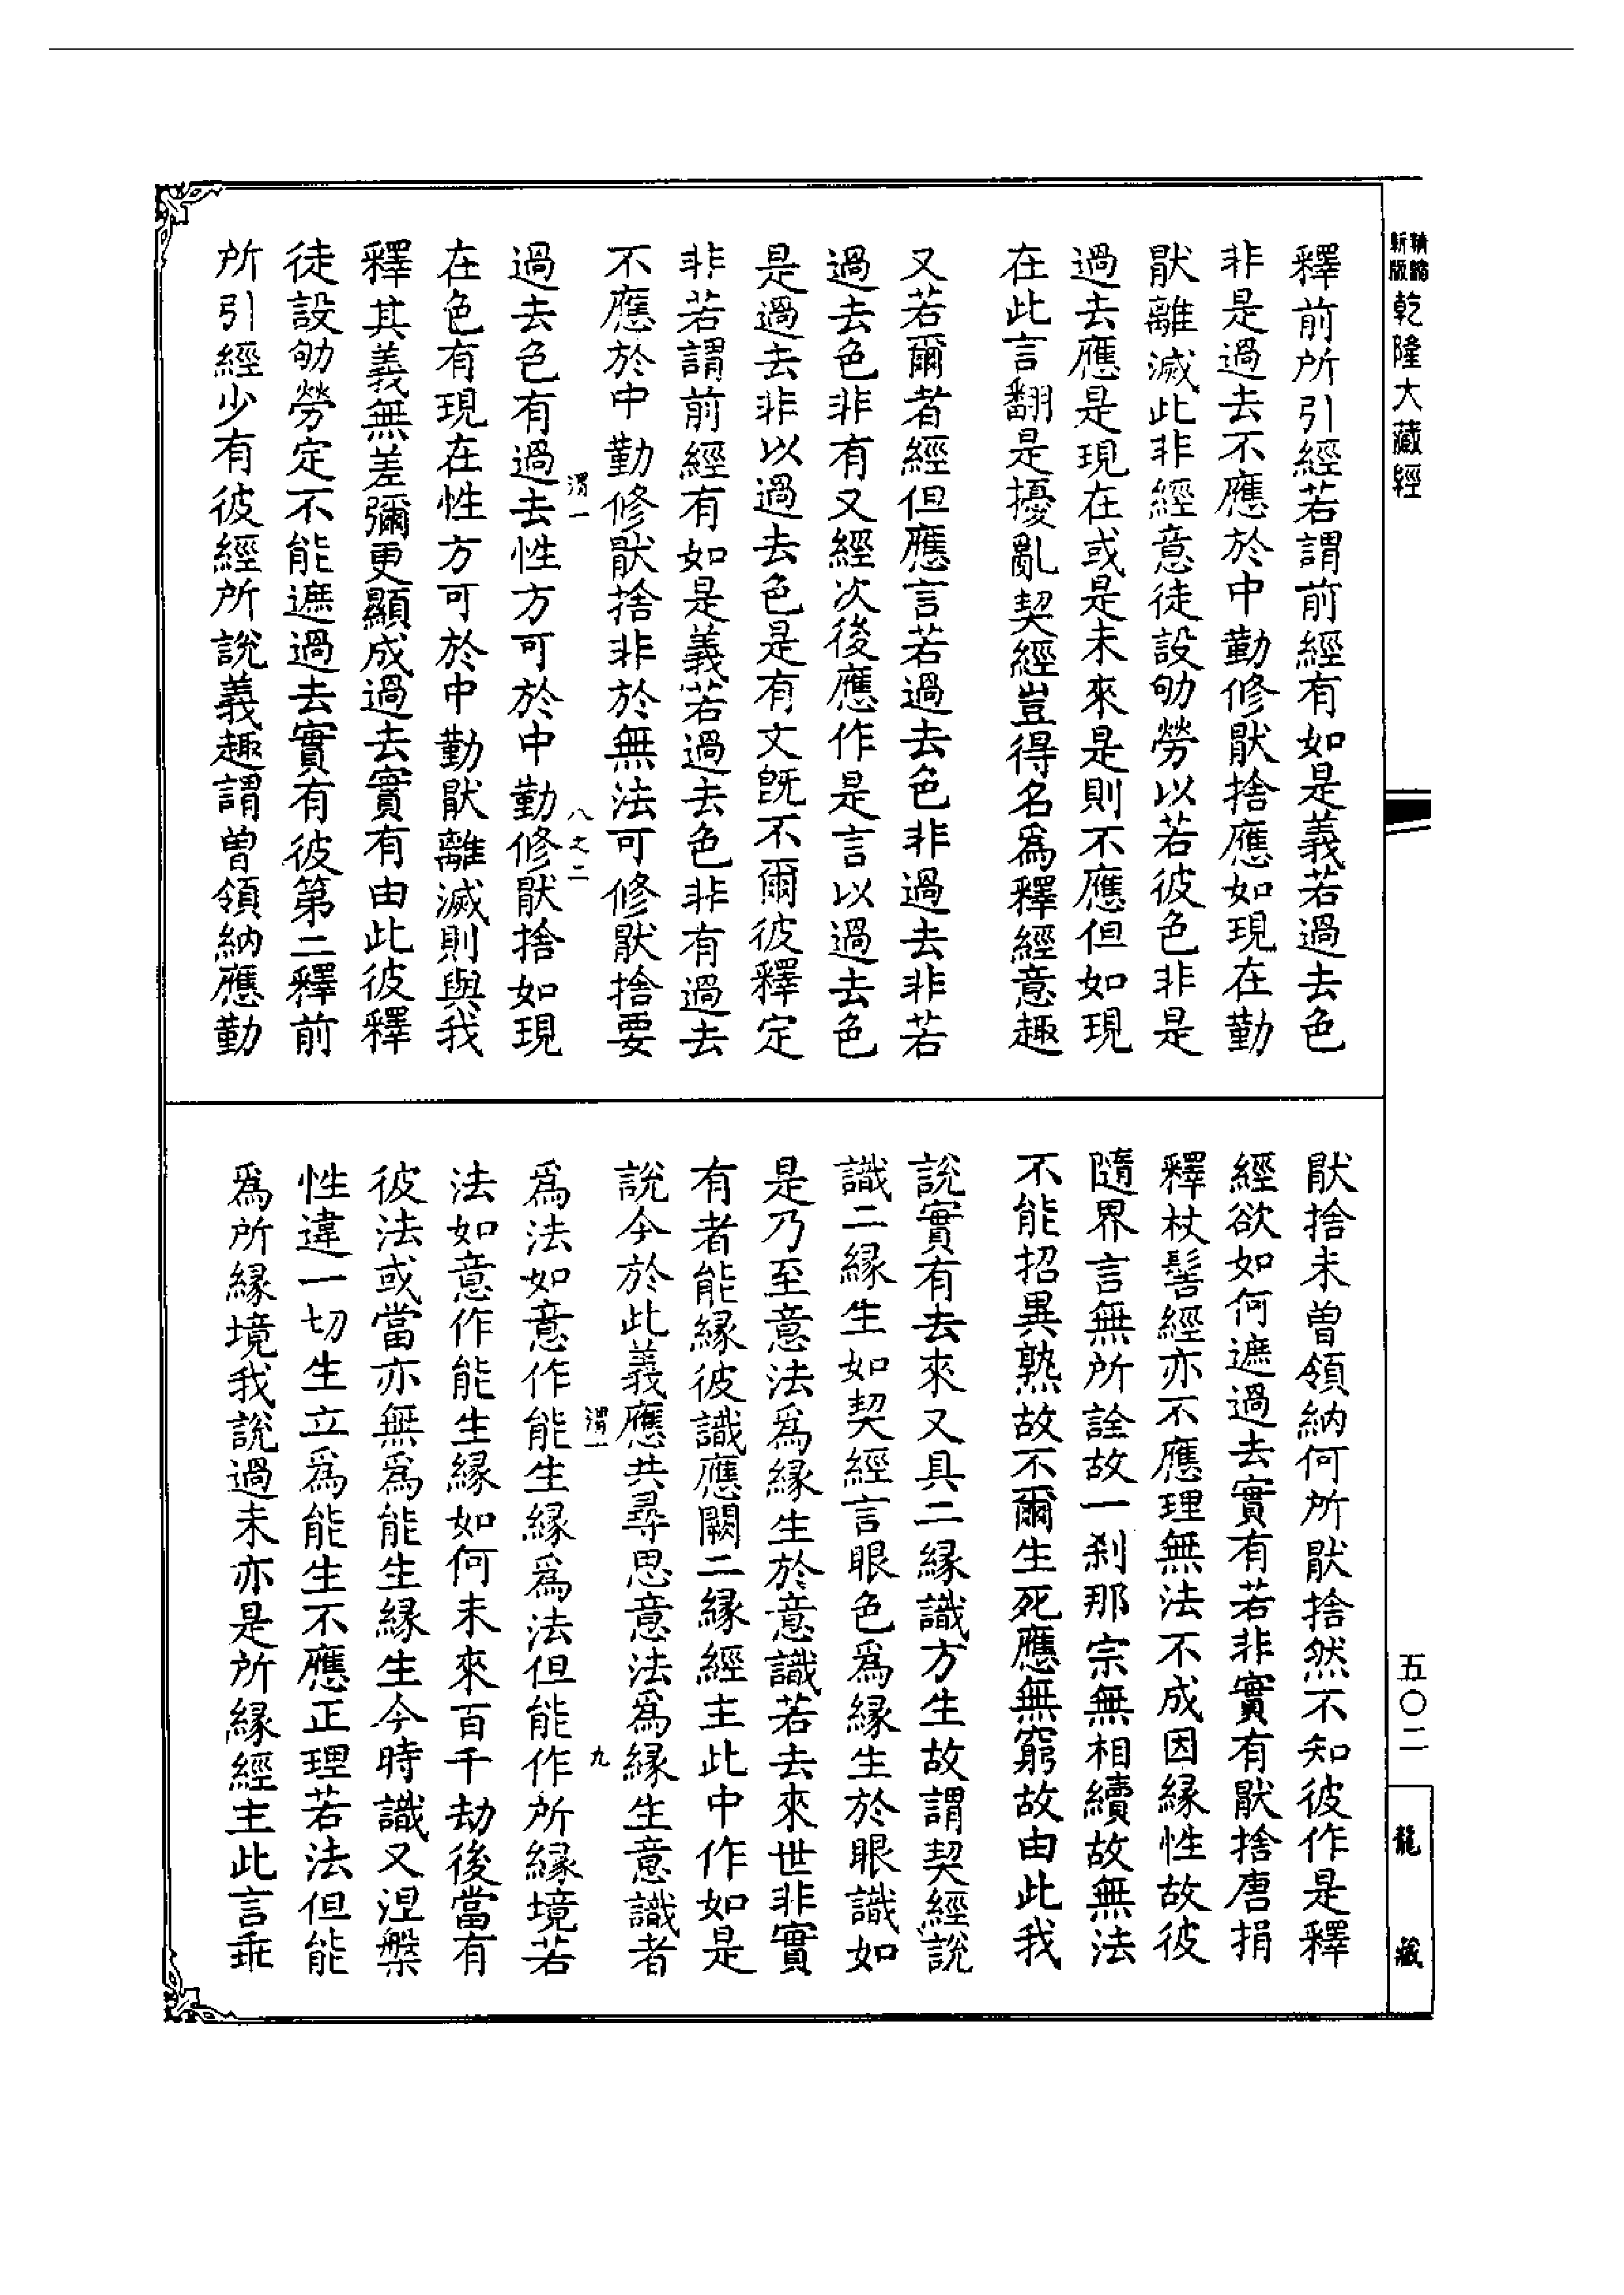 精縮
新版
乾隆大藏經
釋前所引經若謂前經有如是義若過去色
非是過去不應於中勤修猒捨應如現在勤
猒離滅此非經意徒設劬勞以若彼色非是
過去應是現在或是未來是則不應但如現
在此言翻是擾亂契經豈得名爲釋經意趣
又若爾者經但應言若過去色非過去非若
過去色非有又經次後應作是言以過去色
是過去非以過去色是有文既不爾彼釋定
非若謂前經有如是義若過去色非有過去
不應於中勤修猒捨非於無法可修猒捨要
渭一
八之二
過去色有過去性方可於中勤修猒捨如現
在色有現在性方可於中勤猒離滅則與我
釋其義無差彌更顯成過去實有由此彼釋
徒設劬勞定不能遮過去實有彼第二釋前
所引經少有彼經所說義趣謂曾領納應勤
猒捨未曾領納何所猒捨然不知彼作是釋
經欲如何遮過去實有若非實有猒捨唐捐
釋杖髻經亦不應理無法不成因緣性故彼
隨界言無所詮故一剎那宗無相續故無法
不能招異熟故不爾生死應無窮故由此我
說實有去來又具二緣識方生故謂契經說
識二緣生如契經言眼色爲緣生於眼識如
是乃至意法爲緣生於意識若去來世非實
有者能緣彼識應闕二緣經主此中作如是
說今於此義應共尋思意法爲緣生意識者
渭一
九
爲法如意作能生緣爲法但能作所緣境若
法如意作能生緣如何未來百千劫後當有
彼法或當亦無爲能生緣生今時識又涅槃
性違一切生立爲能生不應正理若法但能
爲所緣境我說過未亦是所緣經主此言乖
五〇二
龍藏